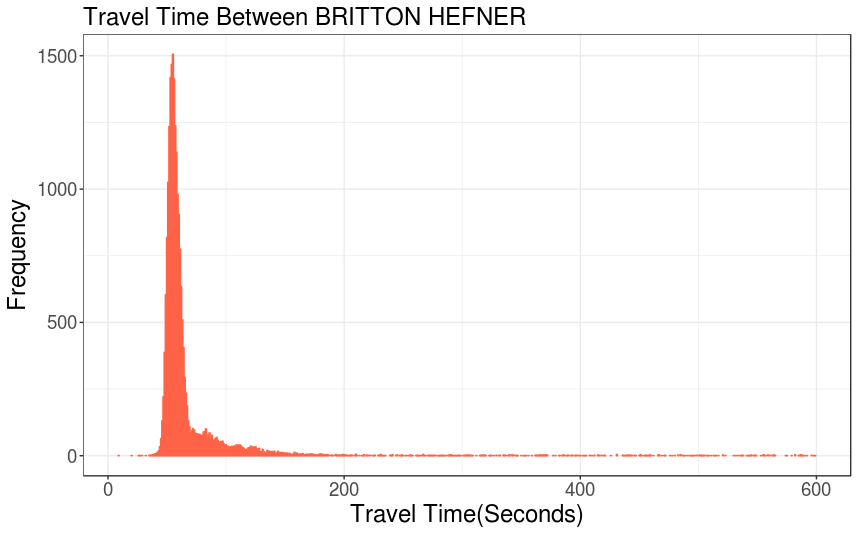 Travel Time Between BRITTON HEFNER
1500
1000
500
0
Frequency
0 200 400 600
Travel Time(Seconds)